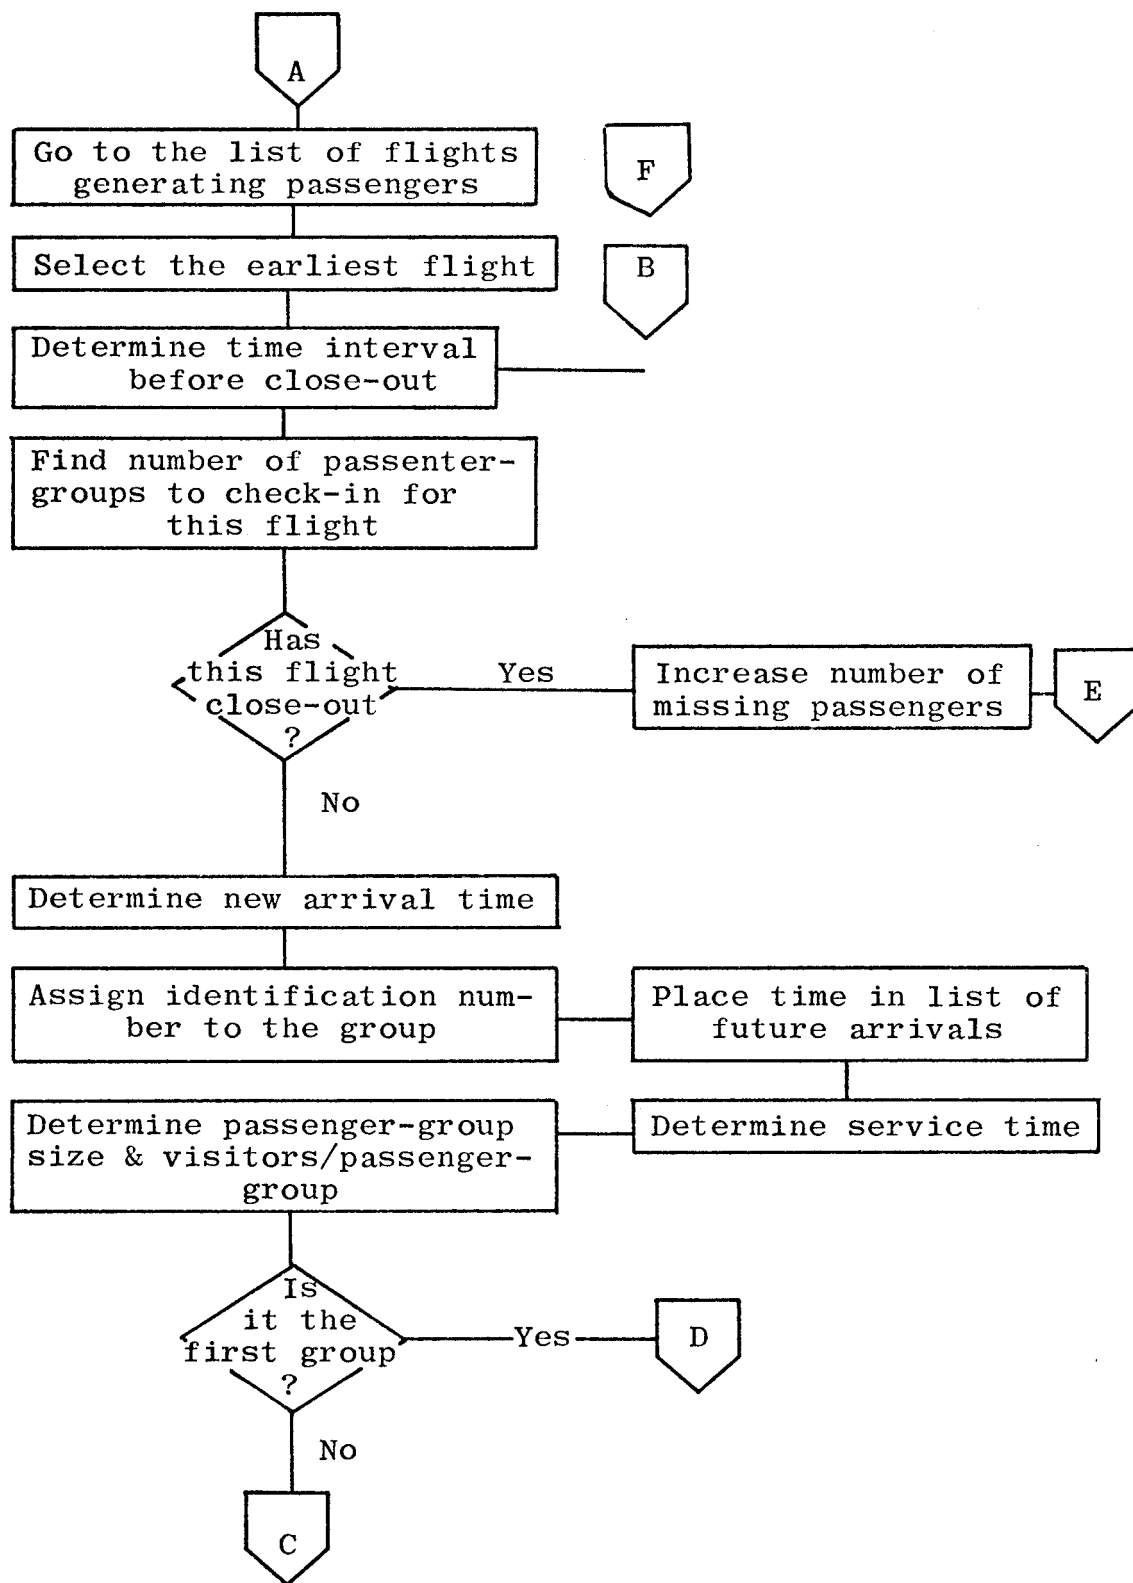 A
Go to the list of flights
generating passengers
F
Select the earliest flight
B
Determine time interval
before close-out
Find number of passenter-
groups to check-in for
this flight
Has
this flight
close-out
?
Yes
Increase number of
missing passengers
E
No
Determine new arrival time
Assign identification num-
ber to the group
Place time in list of
future arrivals
Determine service time
Determine passenger-group
size & visitors/passenger-
group
Is
it the
first group
?
Yes
D
No
C